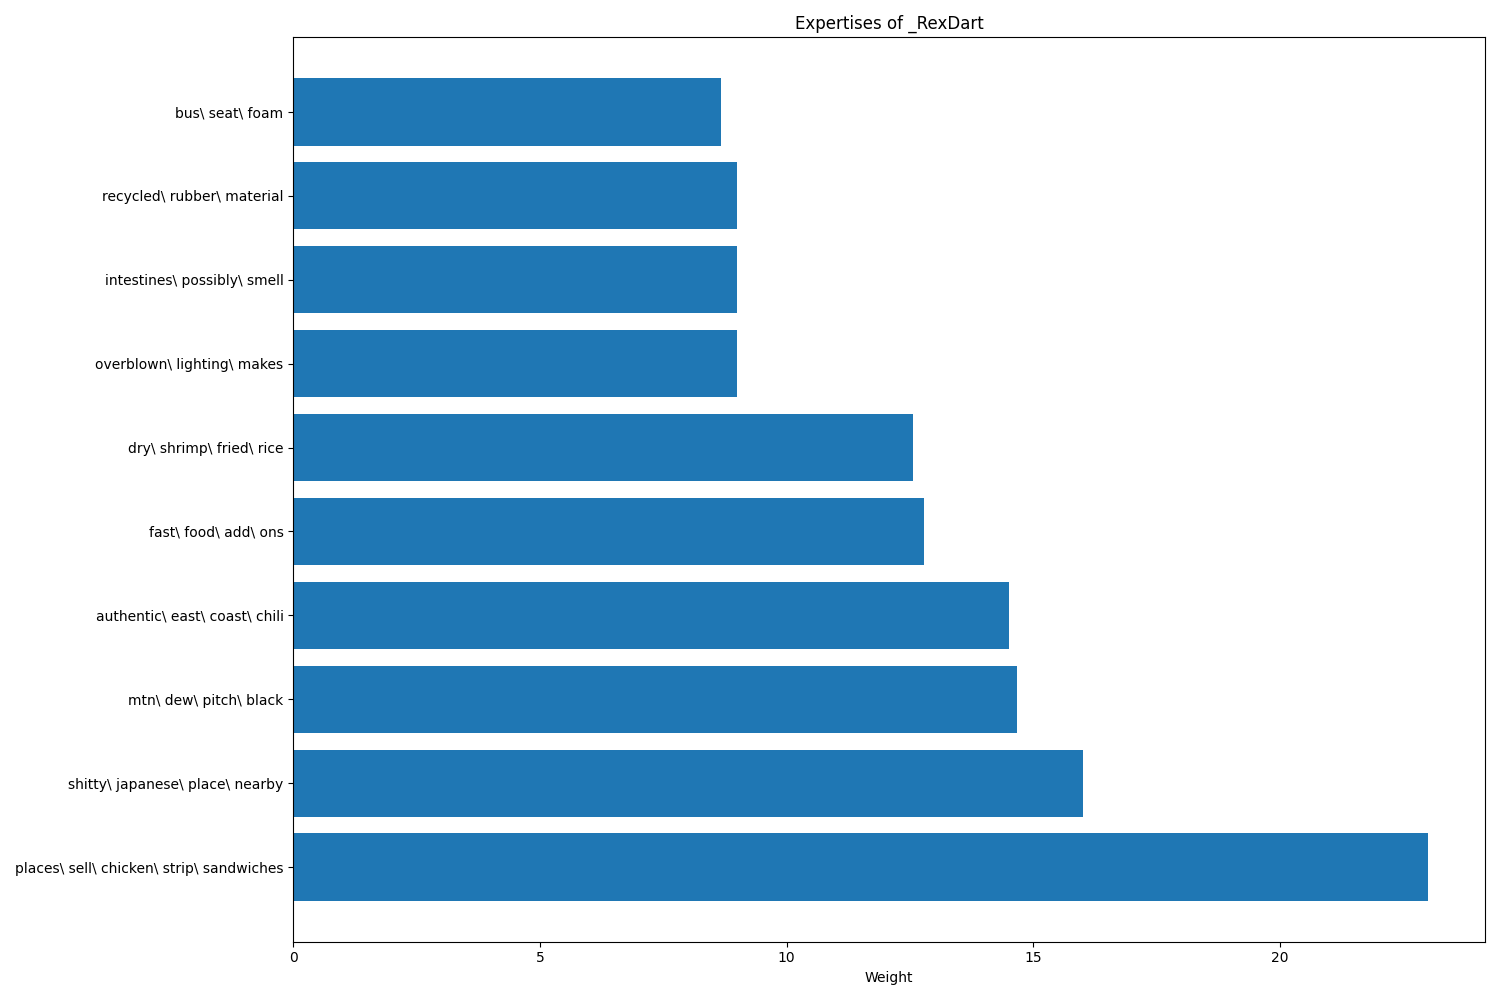 Expertises of _RexDart
bus\ seat\ foam
recycled\ rubber\ material
intestines\ possibly\ smell
overblown\ lighting\ makes
dry\ shrimp\ fried\ rice
fast\ food\ add\ ons
authentic\ east\ coast\ chili
mtn\ dew\ pitch\ black
shitty\ japanese\ place\ nearby
places\ sell\ chicken\ strip\ sandwiches
0 5 10 15 20
Weight